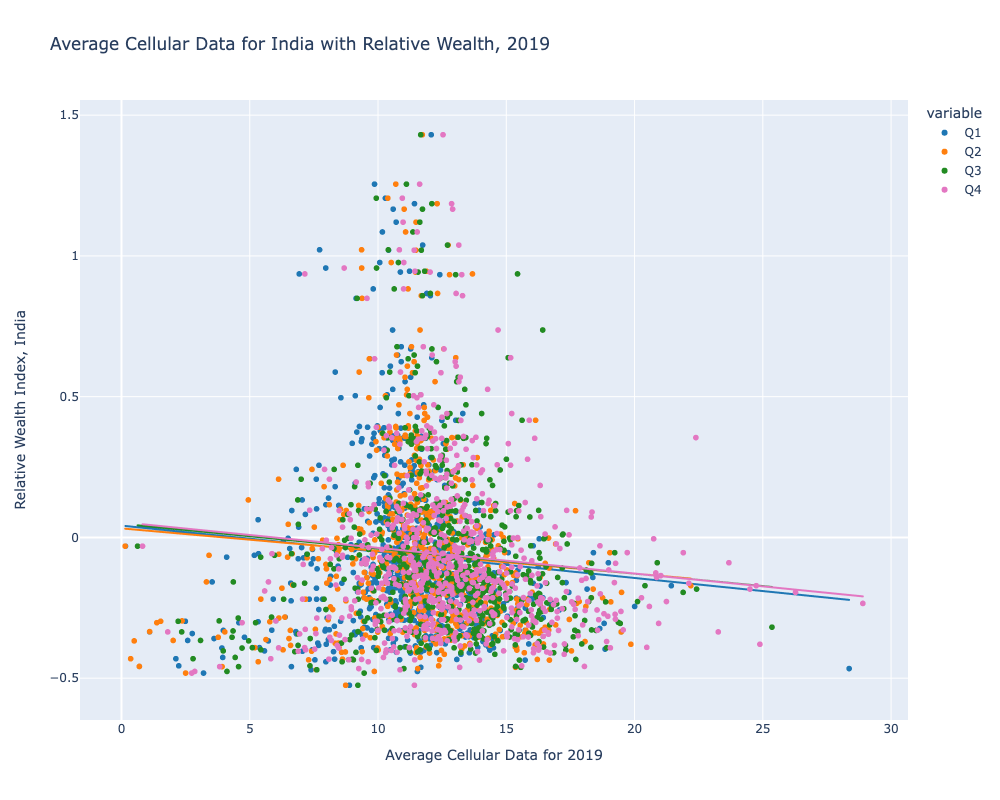 Average Cellular Data for India with Relative Wealth, 2019
variable
Q1
Q2
Q3
Q4
Relative Wealth Index, India
1.5
1
0.5
0
−0.5
0
5
10
15
20
25
30
Average Cellular Data for 2019